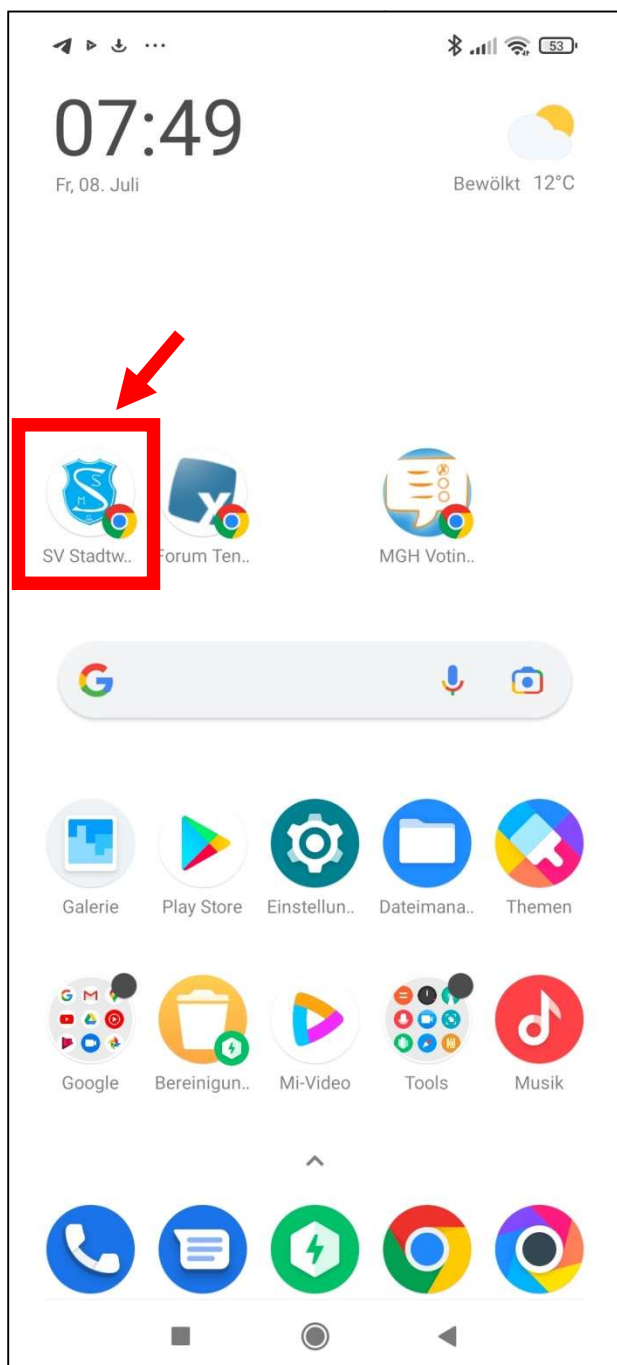 53
07:49
Fr, 08. Juli
Bewölkt 12°C
SV Stadtw..
Forum Ten..
MGH Votin..
Galerie
Play Store
Einstellun..
Dateimana..
Themen
Google
Bereinigun..
Mi-Video
Tools
Musik